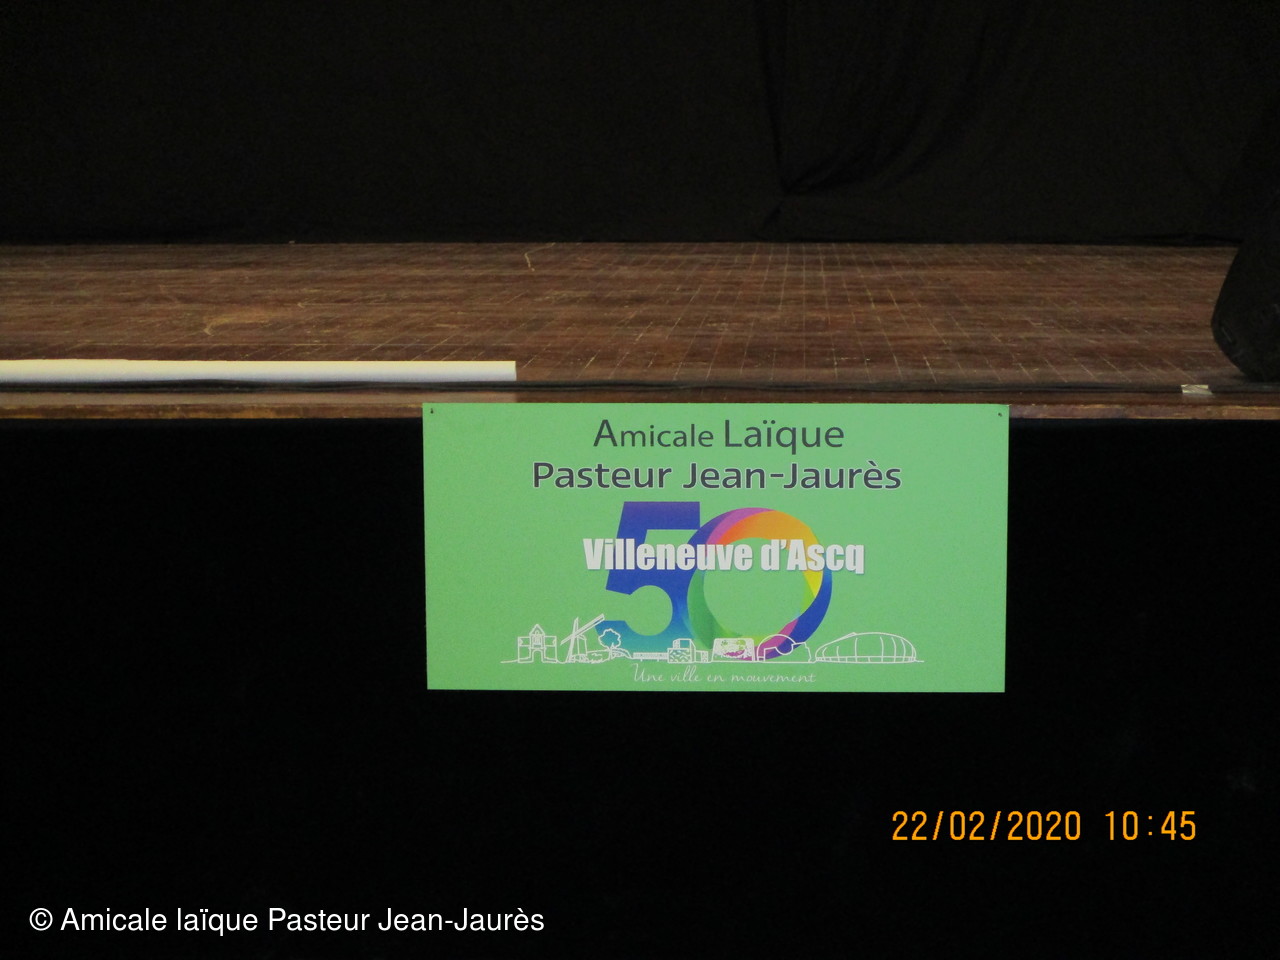 Amicale Laïque
Pasteur Jean-Jaurès
50
Villeneuve d'Ascq
Une ville en mouvement
22/02/2020 10:45
© Amicale laïque Pasteur Jean-Jaurès